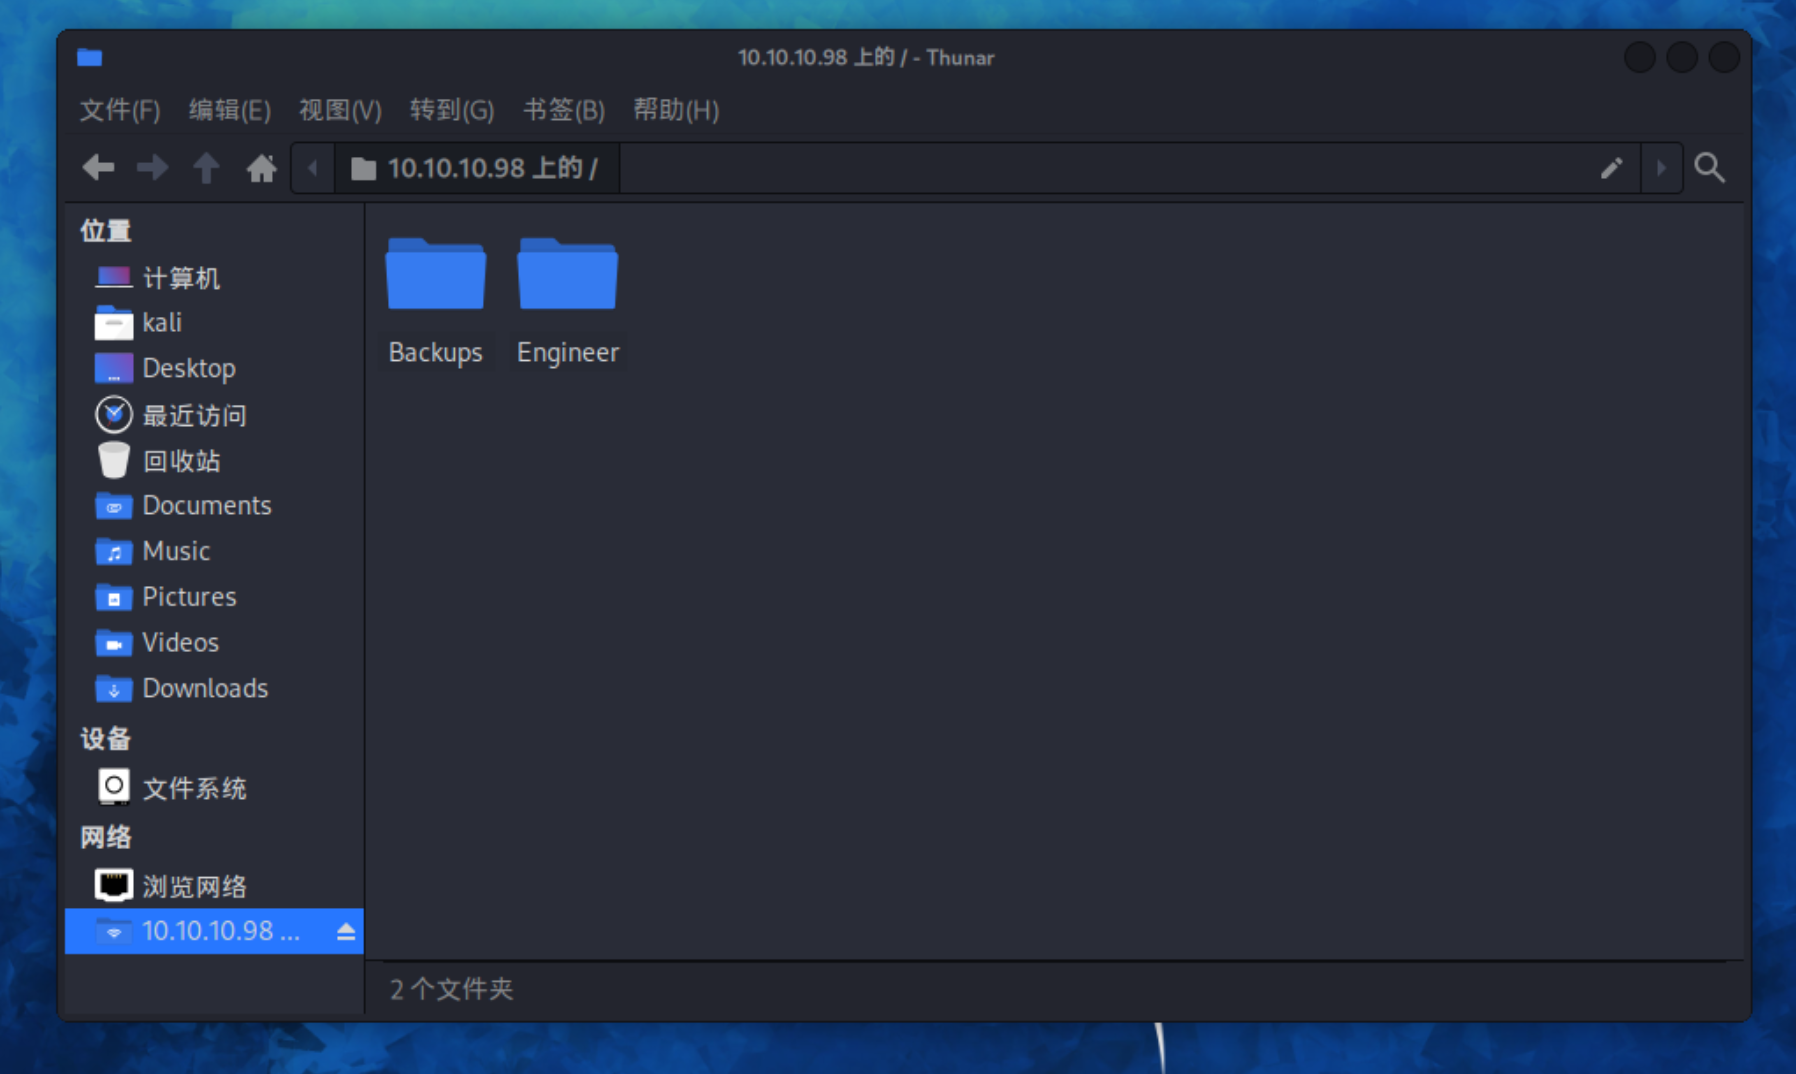 10.10.10.98 上的 / - Thunar
文件(F) 编辑(E) 视图(V) 转到(G) 书签(B) 帮助(H)
10.10.10.98 上的 /
位置
计算机
kali
Desktop
最近访问
回收站
Documents
Music
Pictures
Videos
Downloads
设备
文件系统
网络
浏览网络
10.10.10.98 ...
Backups Engineer
2 个文件夹